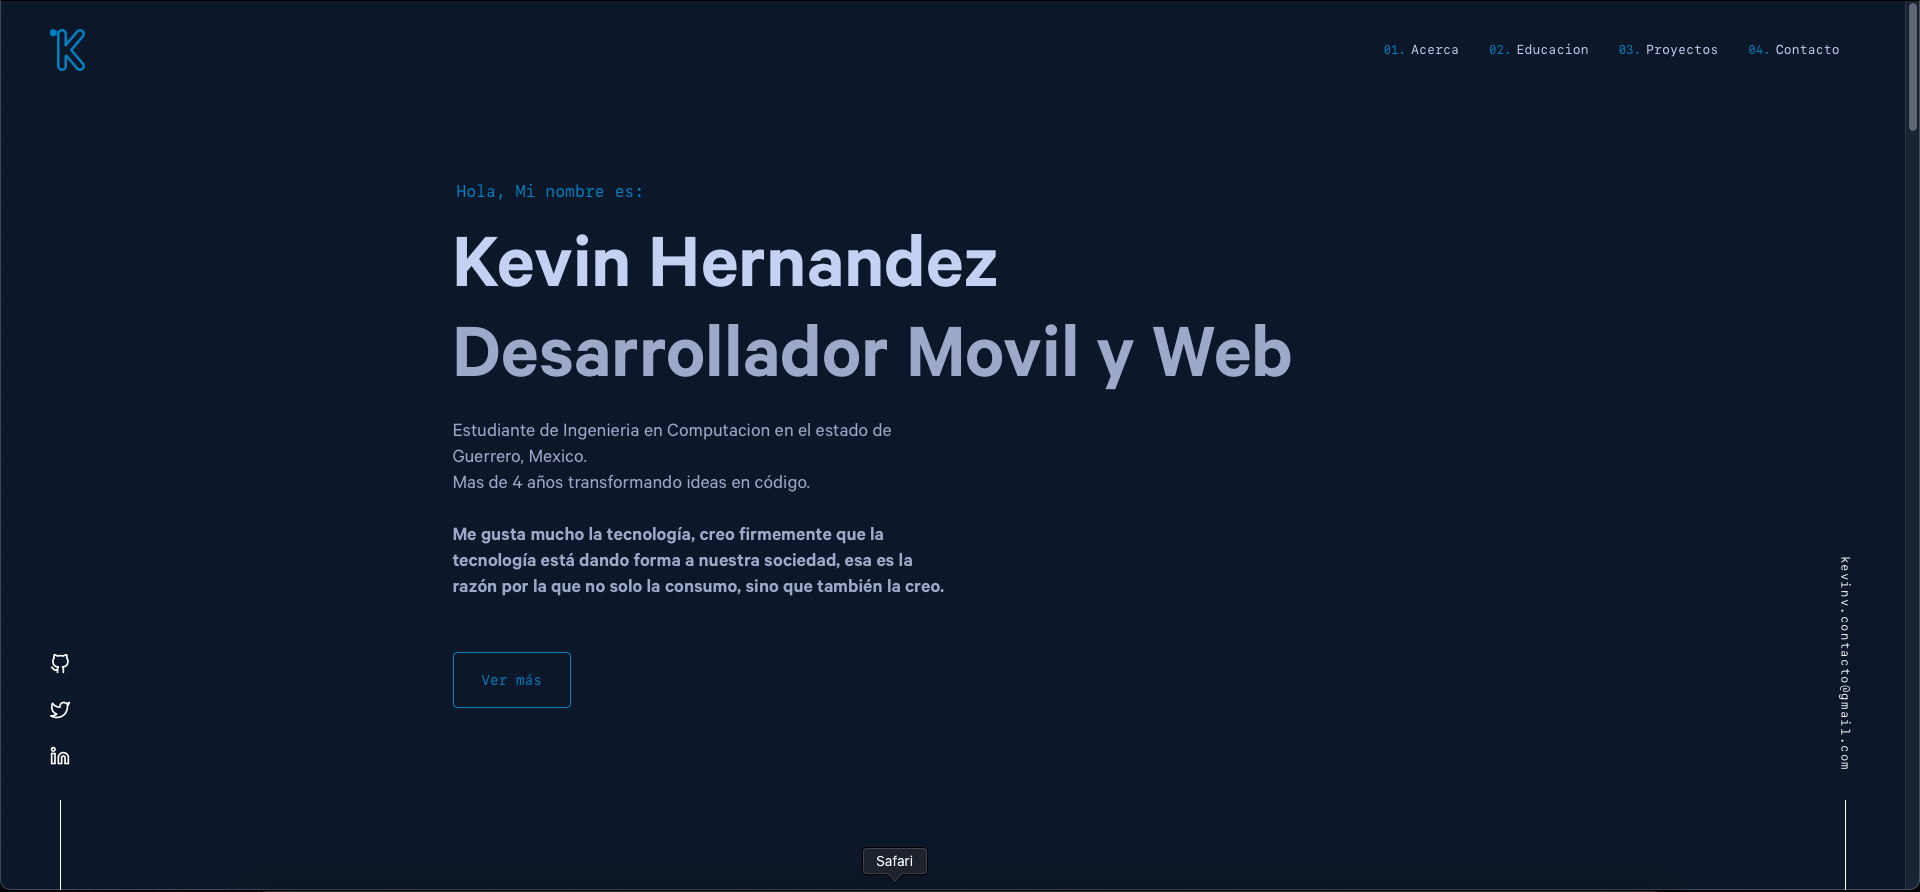 K
01. Acerca 02. Educacion 03. Proyectos 04. Contacto
Hola, Mi nombre es:
Kevin Hernandez
Desarrollador Movil y Web
Estudiante de Ingenieria en Computacion en el estado de
Guerrero, Mexico.
Mas de 4 años transformando ideas en código.
Me gusta mucho la tecnología, creo firmemente que la
tecnología está dando forma a nuestra sociedad, esa es la
razón por la que no solo la consumo, sino que también la creo.
Ver más
kevinv.contacto@gmail.com
in
Safari